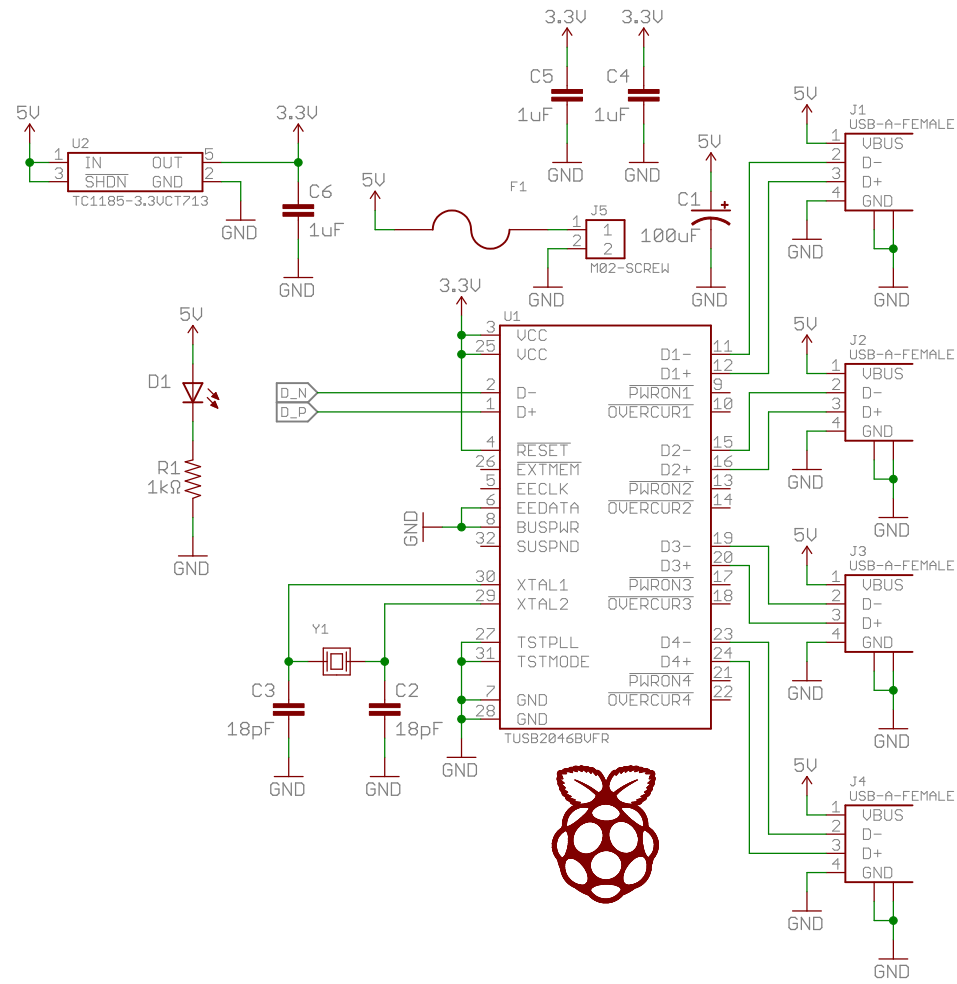 3.3V 3.3V
C5 C4
1uF 1uF
GND GND
5V 3.3V
U2
1 IN OUT 5
3 SHDN GND 2
TC1185-3.3VCT713
GND
C6
1uF
GND
5V
F1
J5
1 1
2 2
M02-SCREW
GND
5V
C1 +
100uF
GND
5V
J1
USB-A-FEMALE
1 VBUS
2 D-
3 D+
4 GND
GND
GND
5V
D1
R1
1kΩ
GND
D_N
D_P
3.3V
U1
3 VCC
25 VCC
2 D-
1 D+
4 RESET
26 EXTMEM
5 EECLK
6 EEDATA
8 BUSPWR
32 SUSPND
30 XTAL1
29 XTAL2
27 TSTPLL
31 TSTMODE
7 GND
28 GND
D1- 11
D1+ 12
PWRON1 9
OVERCUR1 10
D2- 15
D2+ 16
PWRON2 13
OVERCUR2 14
D3- 19
D3+ 20
PWRON3 17
OVERCUR3 18
D4- 23
D4+ 24
PWRON4 21
OVERCUR4 22
TUSB2046BVFR
GND
GND
Y1
C3
18pF
C2
18pF
GND
GND
5V
J2
USB-A-FEMALE
1 VBUS
2 D-
3 D+
4 GND
GND
GND
5V
J3
USB-A-FEMALE
1 VBUS
2 D-
3 D+
4 GND
GND
GND
5V
J4
USB-A-FEMALE
1 VBUS
2 D-
3 D+
4 GND
GND
GND